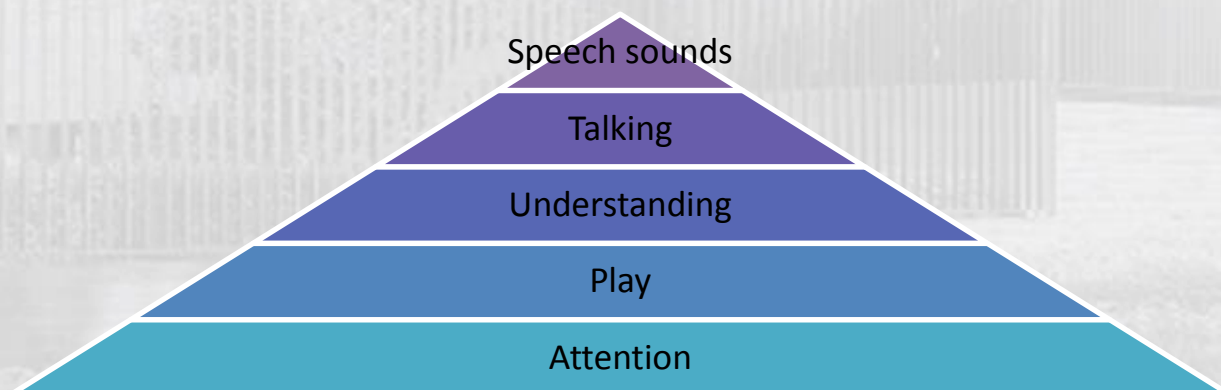 Speech sounds
Talking
Understanding
Play
Attention